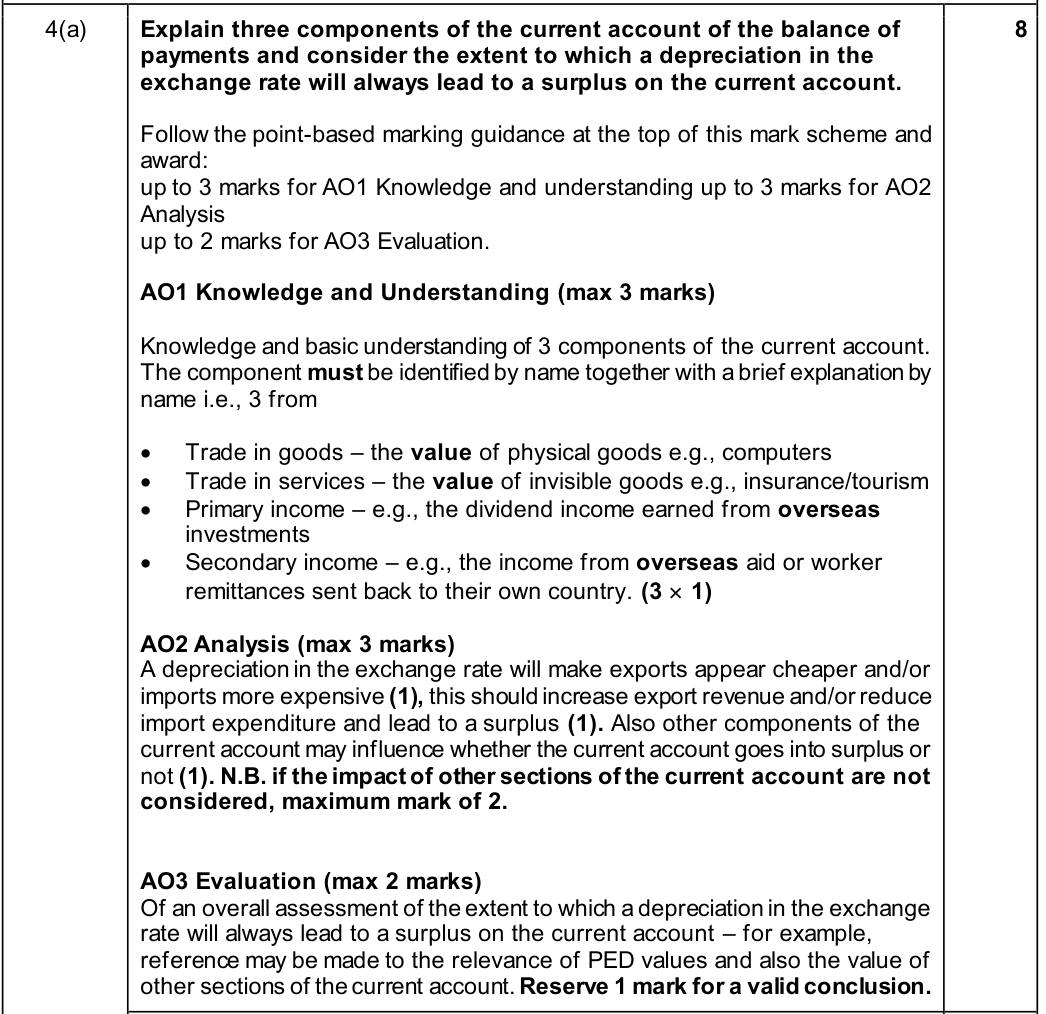 4(a)
Explain three components of the current account of the balance of
payments and consider the extent to which a depreciation in the
exchange rate will always lead to a surplus on the current account.
8
Follow the point-based marking guidance at the top of this mark scheme and
award:
up to 3 marks for AO1 Knowledge and understanding up to 3 marks for AO2
Analysis
up to 2 marks for AO3 Evaluation.
AO1 Knowledge and Understanding (max 3 marks)
Knowledge and basic understanding of 3 components of the current account.
The component must be identified by name together with a brief explanation by
name i.e., 3 from
• Trade in goods – the value of physical goods e.g., computers
• Trade in services – the value of invisible goods e.g., insurance/tourism
• Primary income – e.g., the dividend income earned from overseas
investments
• Secondary income – e.g., the income from overseas aid or worker
remittances sent back to their own country. (3 × 1)
AO2 Analysis (max 3 marks)
A depreciation in the exchange rate will make exports appear cheaper and/or
imports more expensive (1), this should increase export revenue and/or reduce
import expenditure and lead to a surplus (1). Also other components of the
current account may influence whether the current account goes into surplus or
not (1). N.B. if the impact of other sections of the current account are not
considered, maximum mark of 2.
AO3 Evaluation (max 2 marks)
Of an overall assessment of the extent to which a depreciation in the exchange
rate will always lead to a surplus on the current account – for example,
reference may be made to the relevance of PED values and also the value of
other sections of the current account. Reserve 1 mark for a valid conclusion.